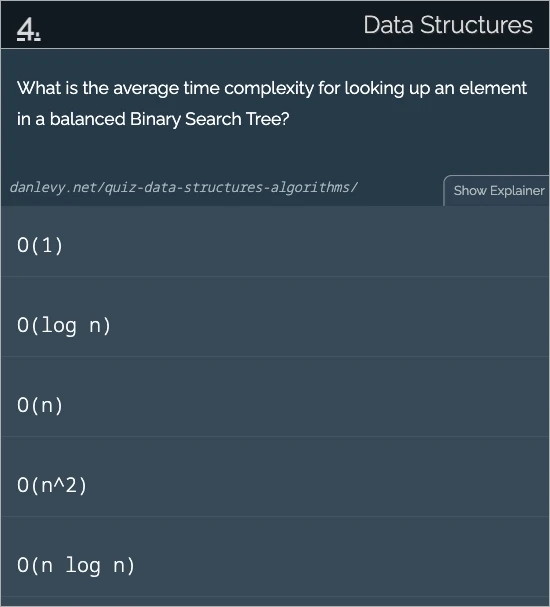 4.
Data Structures
What is the average time complexity for looking up an element
in a balanced Binary Search Tree?
danlevy.net/quiz-data-structures-algorithms/
Show Explainer
O(1)
O(log n)
O(n)
O(n^2)
O(n log n)